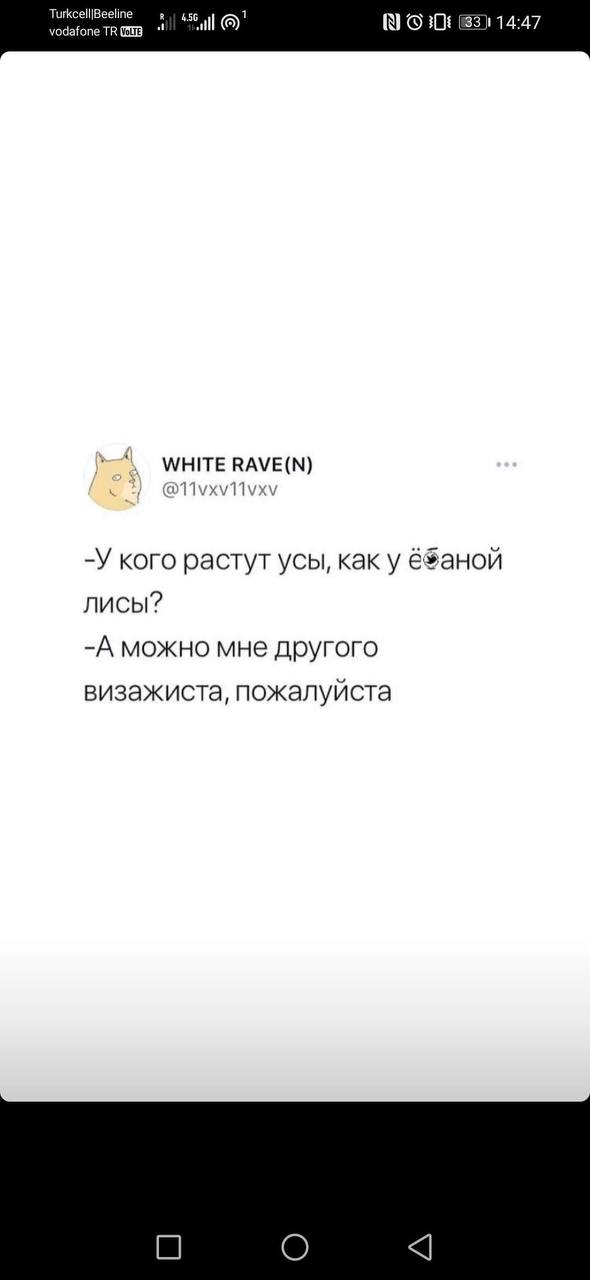 Turkcell|Beeline
vodafone TR VoLTE
R 4.5G 1 33 14:47
WHITE RAVE(N)
@11vxv11vxv
-У кого растут усы, как у ёбаной
лисы?
-А можно мне другого
визажиста, пожалуйста